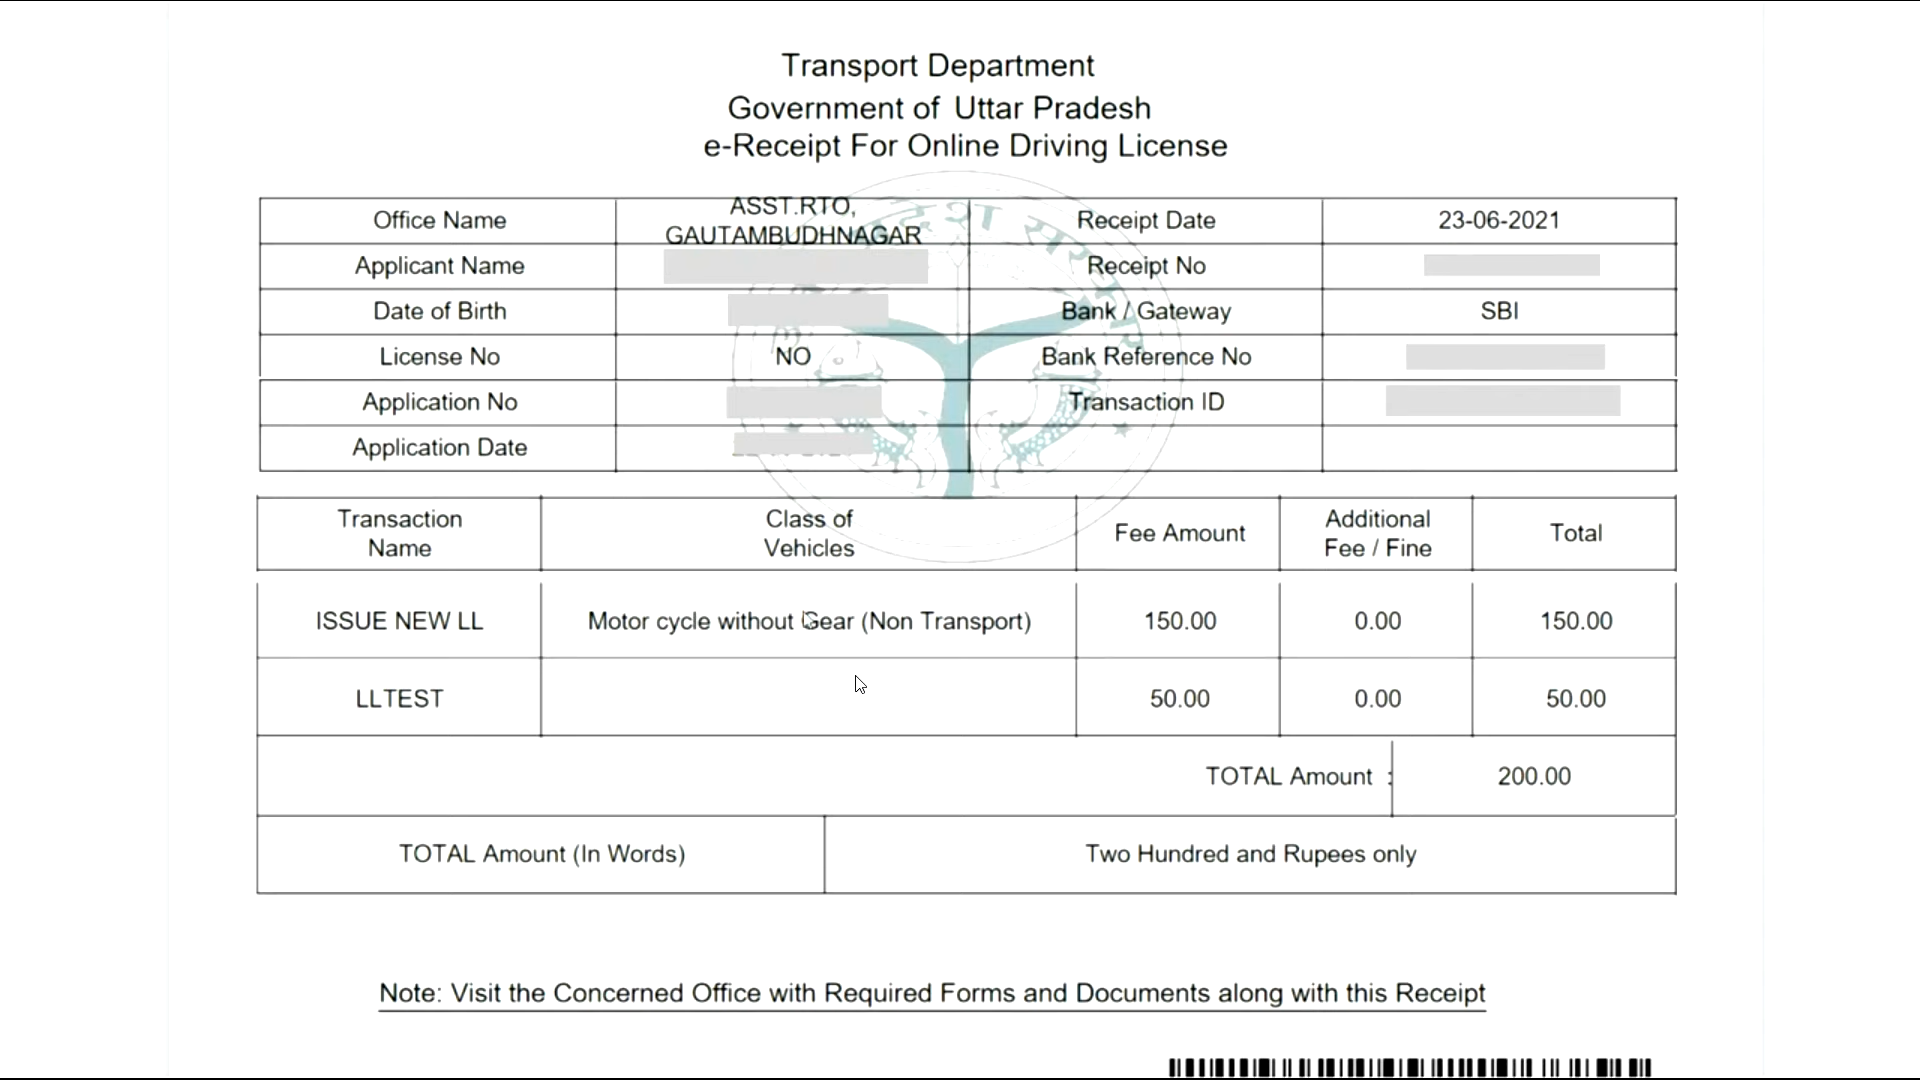 Transport Department
Government of Uttar Pradesh
e-Receipt For Online Driving License
Office Name ASST.RTO, GAUTAMBUDHNAGAR Receipt Date 23-06-2021
Applicant Name Receipt No
Date of Birth Bank / Gateway SBI
License No NO Bank Reference No
Application No Transaction ID
Application Date
Transaction Name Class of Vehicles Fee Amount Additional Fee / Fine Total
ISSUE NEW LL Motor cycle without Gear (Non Transport) 150.00 0.00 150.00
LLTEST 50.00 0.00 50.00
TOTAL Amount : 200.00
TOTAL Amount (In Words) Two Hundred and Rupees only
Note: Visit the Concerned Office with Required Forms and Documents along with this Receipt